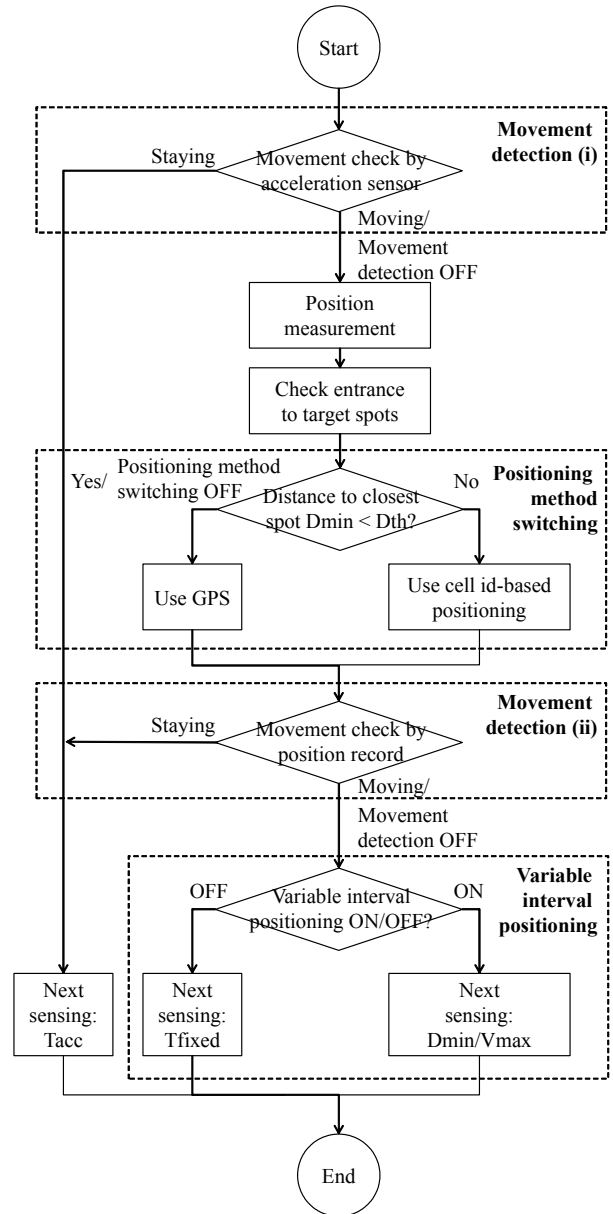 Start
Movement
detection (i)
Staying
Movement check by
acceleration sensor
Moving/
Movement
detection OFF
Position
measurement
Check entrance
to target spots
Yes/
Positioning method
switching OFF
Distance to closest
spot Dmin < Dth?
No
Positioning
method
switching
Use GPS
Use cell id-based
positioning
Movement
detection (ii)
Staying
Movement check by
position record
Moving/
Movement
detection OFF
Variable
interval
positioning
OFF
Variable interval
positioning ON/OFF?
ON
Next
sensing:
Tacc
Next
sensing:
Tfixed
Next
sensing:
Dmin/Vmax
End